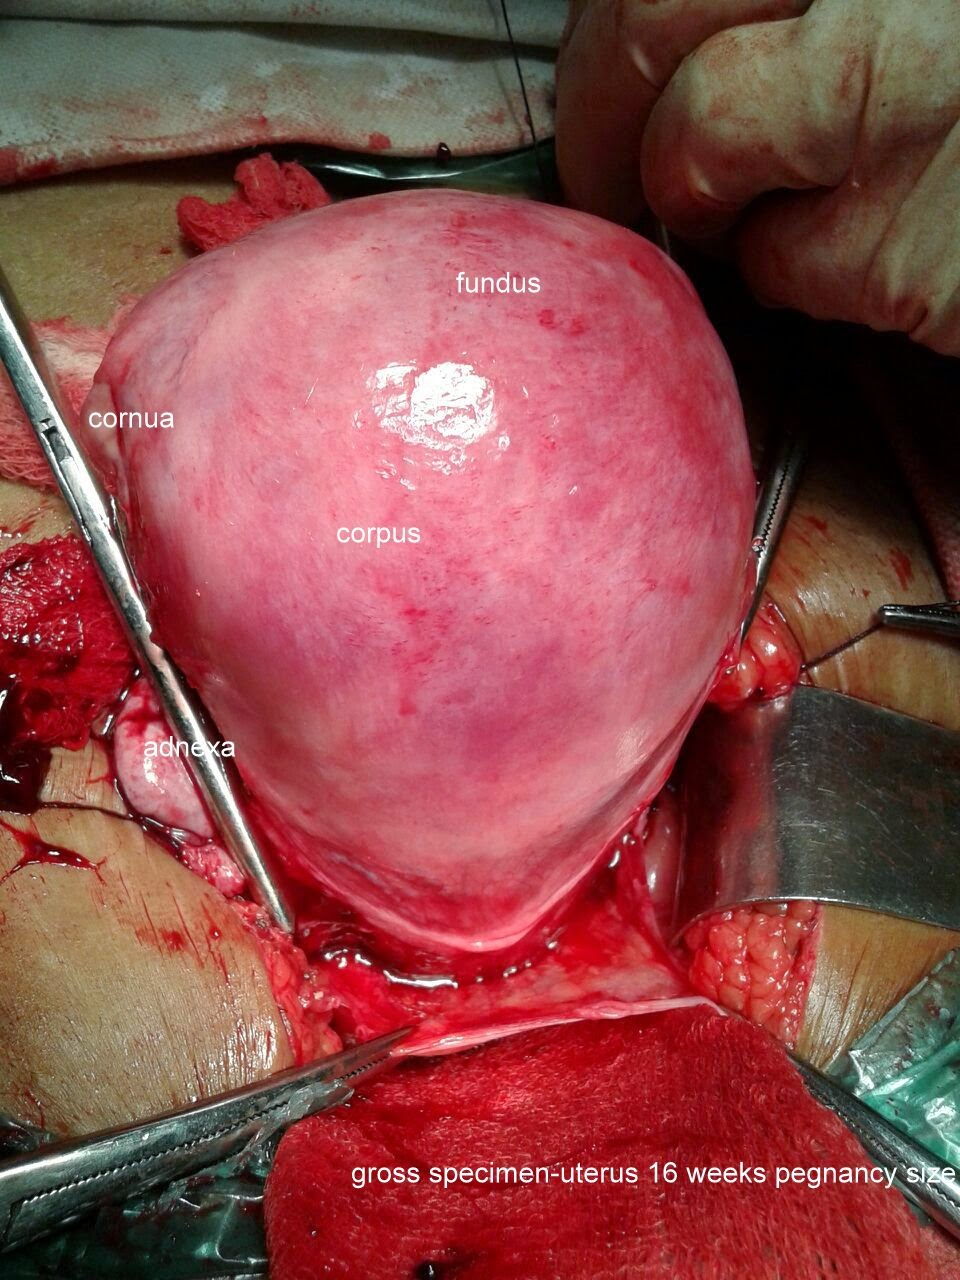 fundus
cornua
corpus
adnexa
gross specimen-uterus 16 weeks pegnancy size